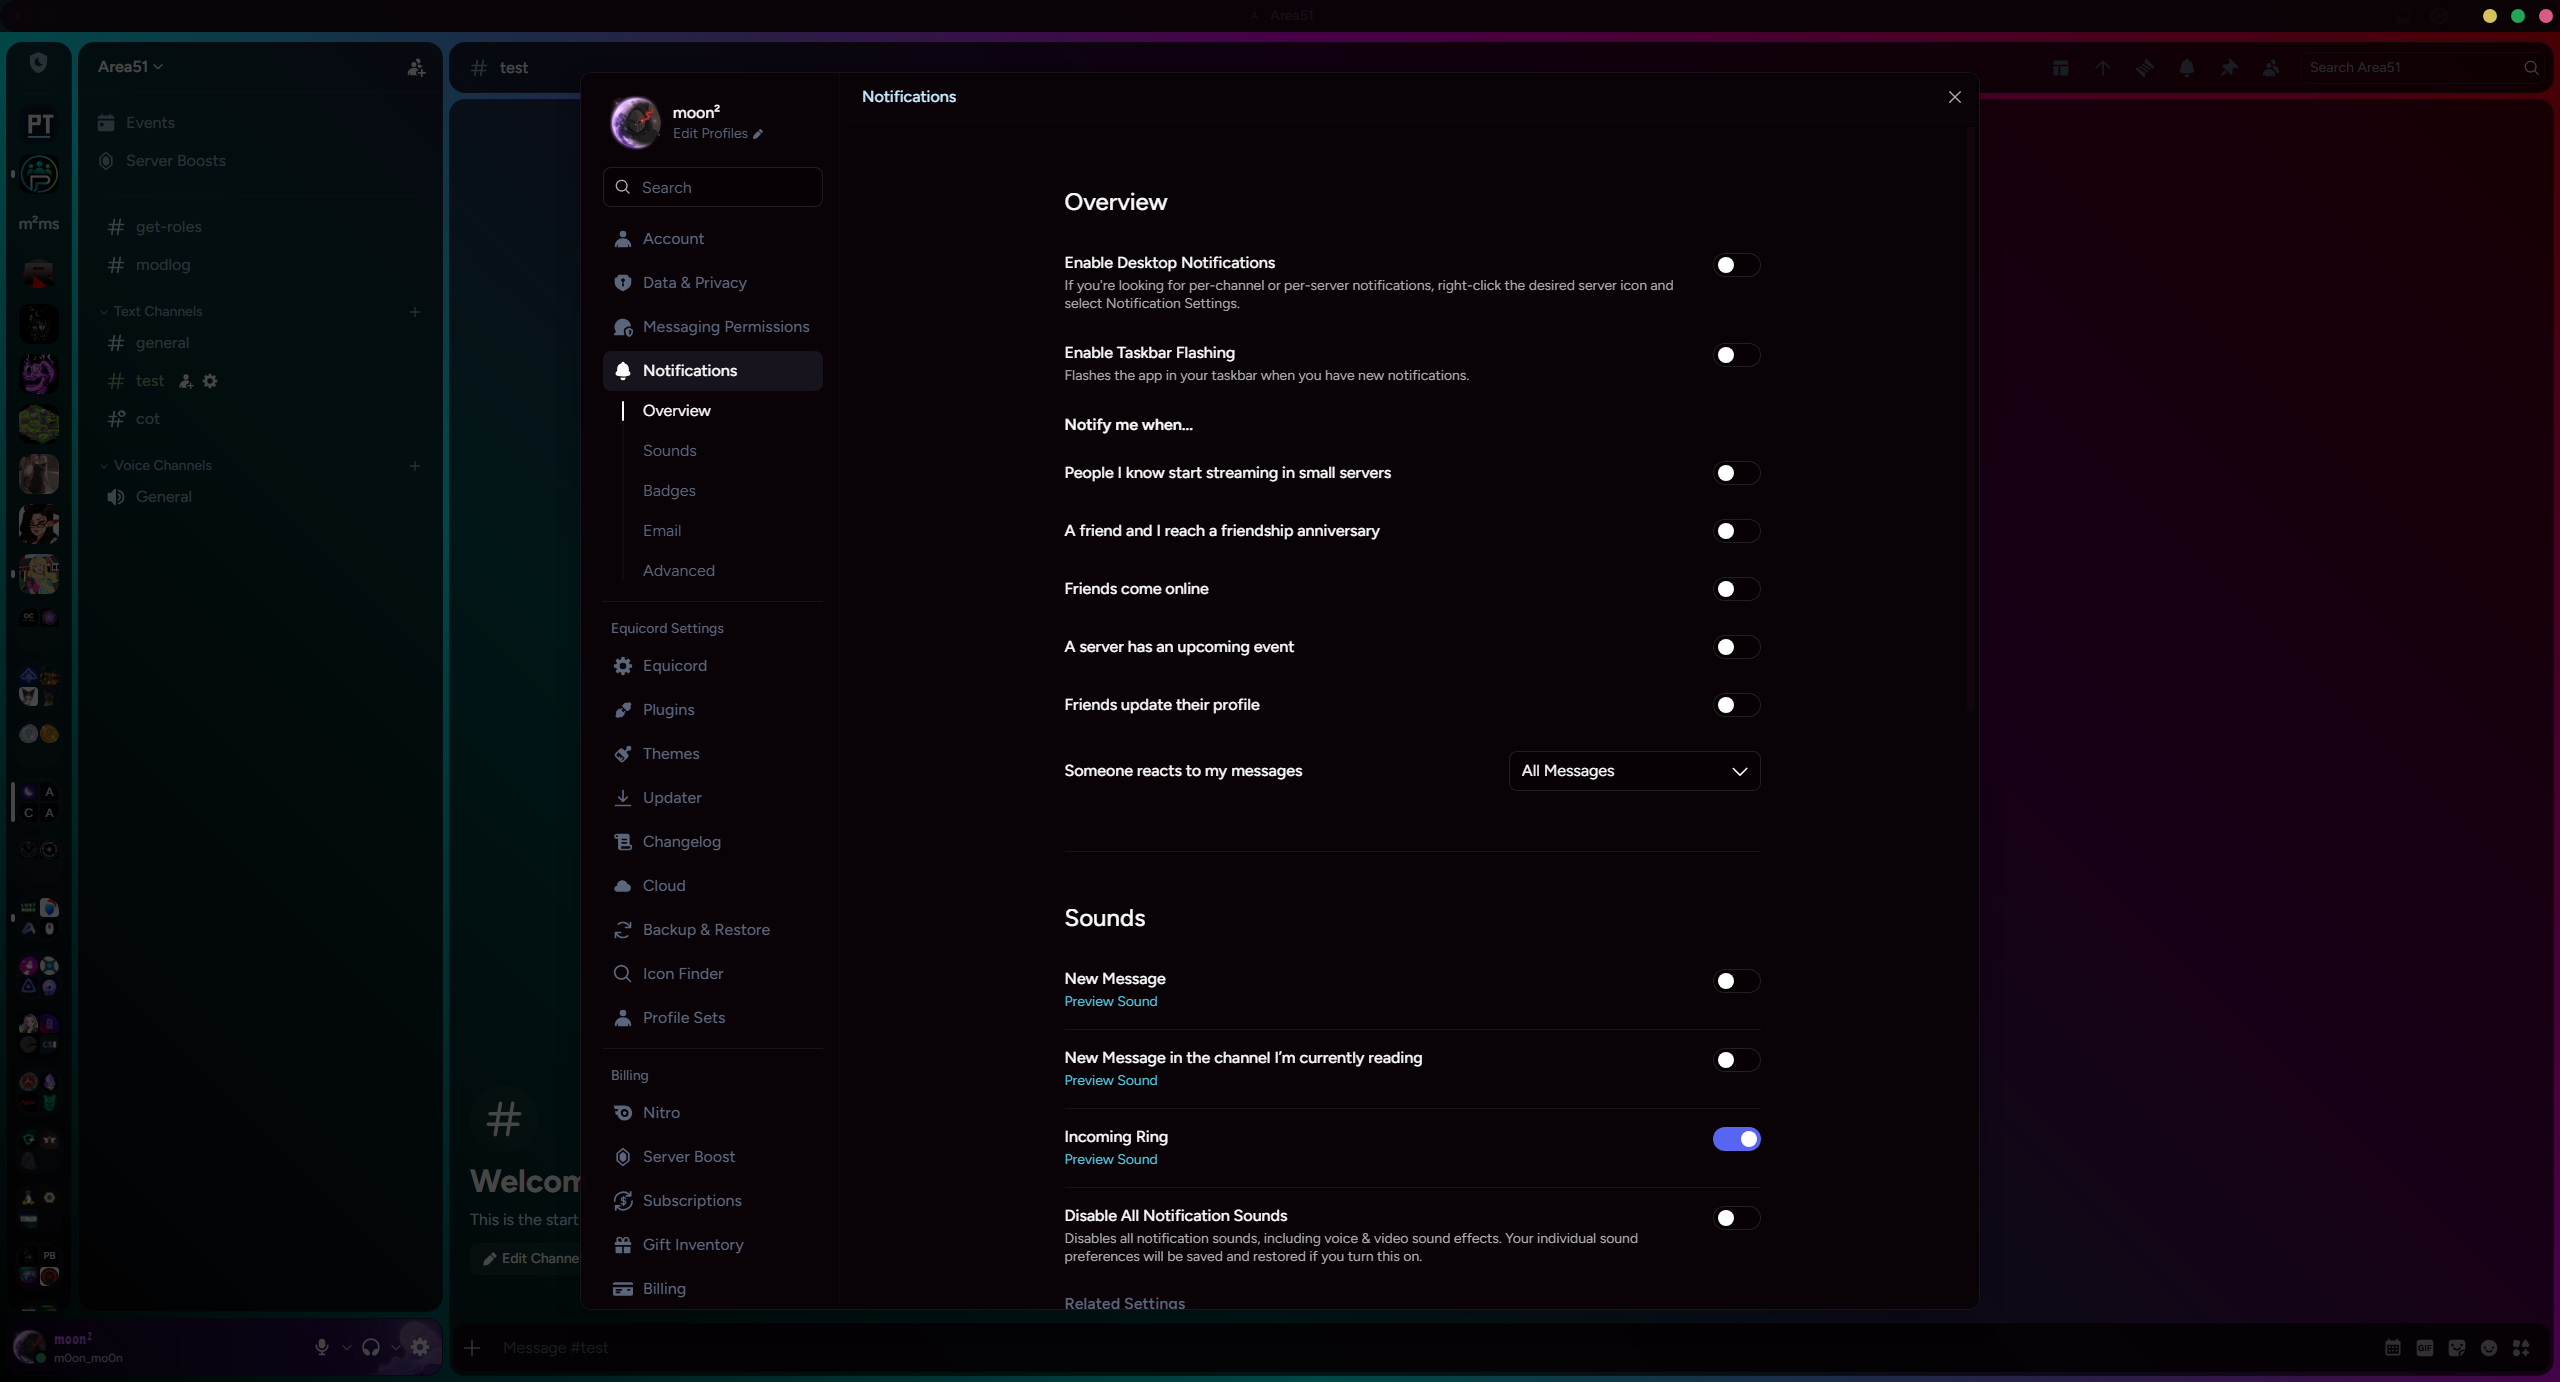 Area51
Area51
Events
Server Boosts
get-roles
modlog
Text Channels
general
test
cot
Voice Channels
General
PT
m²ms
A
C A
PB
moon²
m0on_mo0n
test
Search Area51
Welcom
This is the start
Edit Channe
Message #test
GIF
moon²
Edit Profiles
Search
Account
Data & Privacy
Messaging Permissions
Notifications
Overview
Sounds
Badges
Email
Advanced
Equicord Settings
Equicord
Plugins
Themes
Updater
Changelog
Cloud
Backup & Restore
Icon Finder
Profile Sets
Billing
Nitro
Server Boost
Subscriptions
Gift Inventory
Billing
Notifications
Overview
Enable Desktop Notifications
If you're looking for per-channel or per-server notifications, right-click the desired server icon and
select Notification Settings.
Enable Taskbar Flashing
Flashes the app in your taskbar when you have new notifications.
Notify me when...
People I know start streaming in small servers
A friend and I reach a friendship anniversary
Friends come online
A server has an upcoming event
Friends update their profile
Someone reacts to my messages
All Messages
Sounds
New Message
Preview Sound
New Message in the channel I’m currently reading
Preview Sound
Incoming Ring
Preview Sound
Disable All Notification Sounds
Disables all notification sounds, including voice & video sound effects. Your individual sound
preferences will be saved and restored if you turn this on.
Related Settings